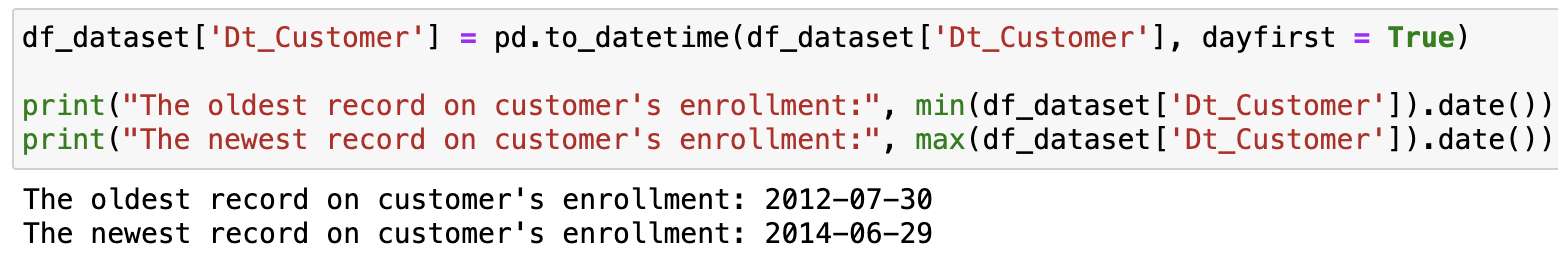 df_dataset['Dt_Customer'] = pd.to_datetime(df_dataset['Dt_Customer'], dayfirst = True)
print("The oldest record on customer's enrollment:", min(df_dataset['Dt_Customer']).date())
print("The newest record on customer's enrollment:", max(df_dataset['Dt_Customer']).date())
The oldest record on customer's enrollment: 2012-07-30
The newest record on customer's enrollment: 2014-06-29